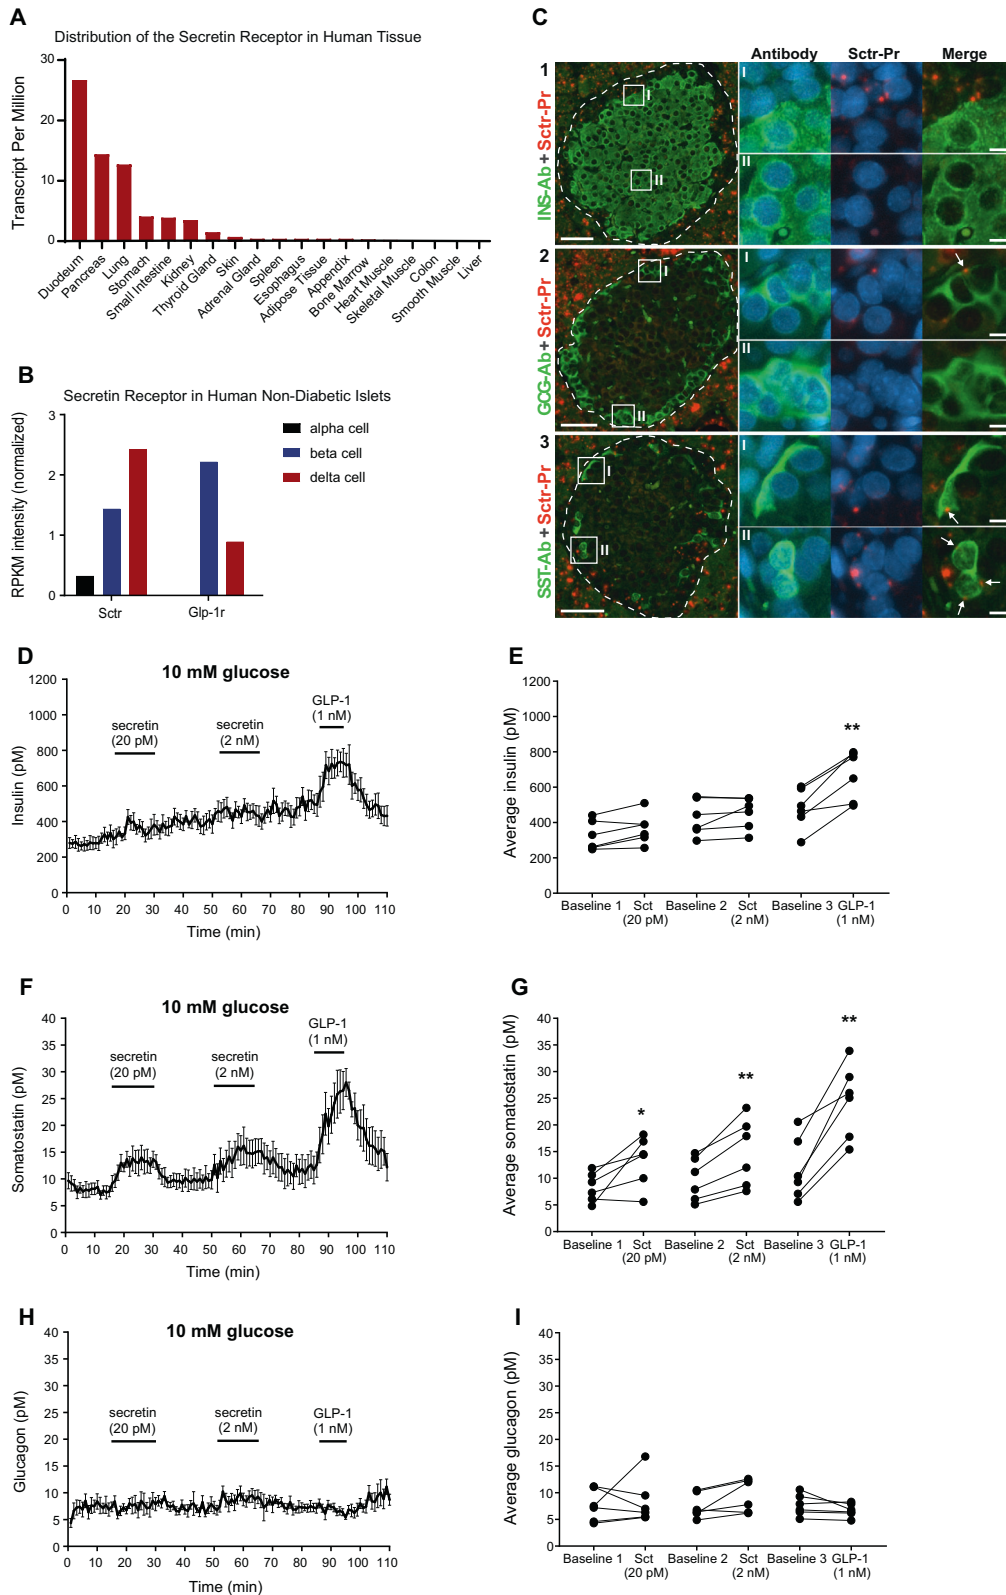 A
Distribution of the Secretin Receptor in Human Tissue
30
20
10
0
Transcript Per Million
Duodeum
Pancreas
Lung
Stomach
Small Intestine
Kidney
Thyroid Gland
Skin
Adrenal Gland
Spleen
Esophagus
Adipose Tissue
Appendix
Bone Marrow
Heart Muscle
Skeletal Muscle
Colon
Smooth Muscle
Liver
B
Secretin Receptor in Human Non-Diabetic Islets
3
2
1
0
RPKM intensity (normalized)
alpha cell
beta cell
delta cell
Sctr
Glp-1r
C
Antibody
Sctr-Pr
Merge
1
INS-Ab + Sctr-Pr
I
II
I
II
2
GCG-Ab + Sctr-Pr
I
II
I
II
3
SST-Ab + Sctr-Pr
I
II
I
II
D
10 mM glucose
1200
1000
800
600
400
200
0
Insulin (pM)
secretin
(20 pM)
secretin
(2 nM)
GLP-1
(1 nM)
0 10 20 30 40 50 60 70 80 90 100 110
Time (min)
E
1200
1000
800
600
400
200
0
Average insulin (pM)
**
Baseline 1 Sct Baseline 2 Sct Baseline 3 GLP-1
(20 pM) (2 nM) (1 nM)
F
10 mM glucose
40
35
30
25
20
15
10
5
0
Somatostatin (pM)
secretin
(20 pM)
secretin
(2 nM)
GLP-1
(1 nM)
0 10 20 30 40 50 60 70 80 90 100 110
Time (min)
G
40
35
30
25
20
15
10
5
0
Average somatostatin (pM)
*
**
**
Baseline 1 Sct Baseline 2 Sct Baseline 3 GLP-1
(20 pM) (2 nM) (1 nM)
H
10 mM glucose
40
35
30
25
20
15
10
5
0
Glucagon (pM)
secretin
(20 pM)
secretin
(2 nM)
GLP-1
(1 nM)
0 10 20 30 40 50 60 70 80 90 100 110
Time (min)
I
40
35
30
25
20
15
10
5
0
Average glucagon (pM)
Baseline 1 Sct Baseline 2 Sct Baseline 3 GLP-1
(20 pM) (2 nM) (1 nM)